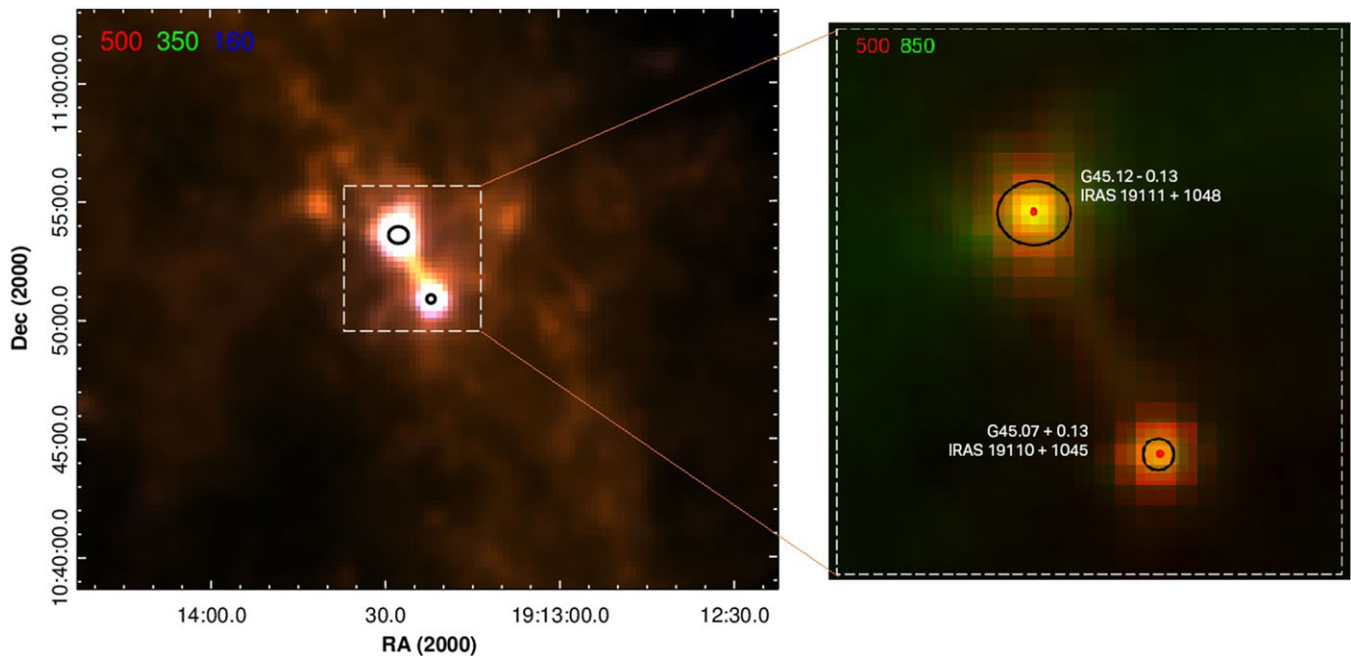 500 350 160
11:00:00.0
55:00.0
50:00.0
45:00.0
10:40:00.0
Dec (2000)
14:00.0
30.0
19:13:00.0
12:30.0
RA (2000)
500 850
G45.12 - 0.13
IRAS 19111 + 1048
G45.07 + 0.13
IRAS 19110 + 1045